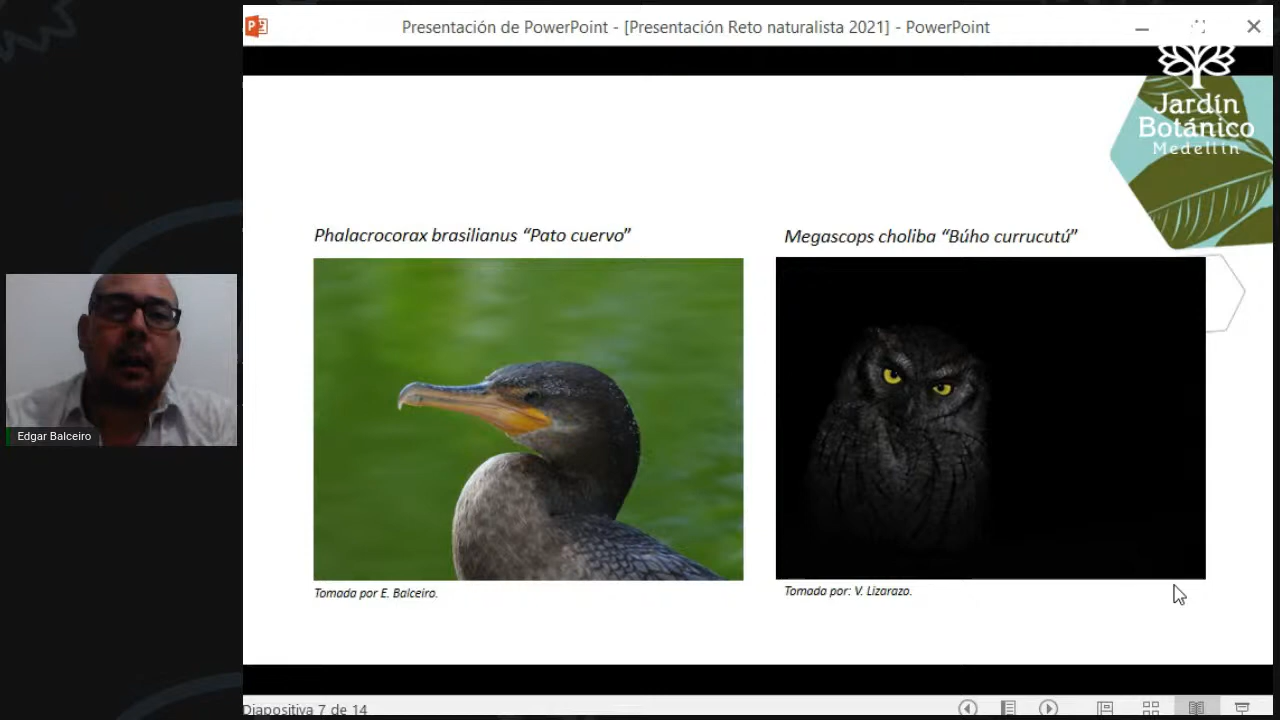 Presentación de PowerPoint - [Presentación Reto naturalista 2021] - PowerPoint
Jardín
Botánico
Medellín
Phalacrocorax brasilianus “Pato cuervo”
Megascops choliba “Búho currucutú”
Edgar Balceiro
Tomada por E. Balceiro.
Tomada por: V. Lizarazo.
Diapositiva 7 de 14